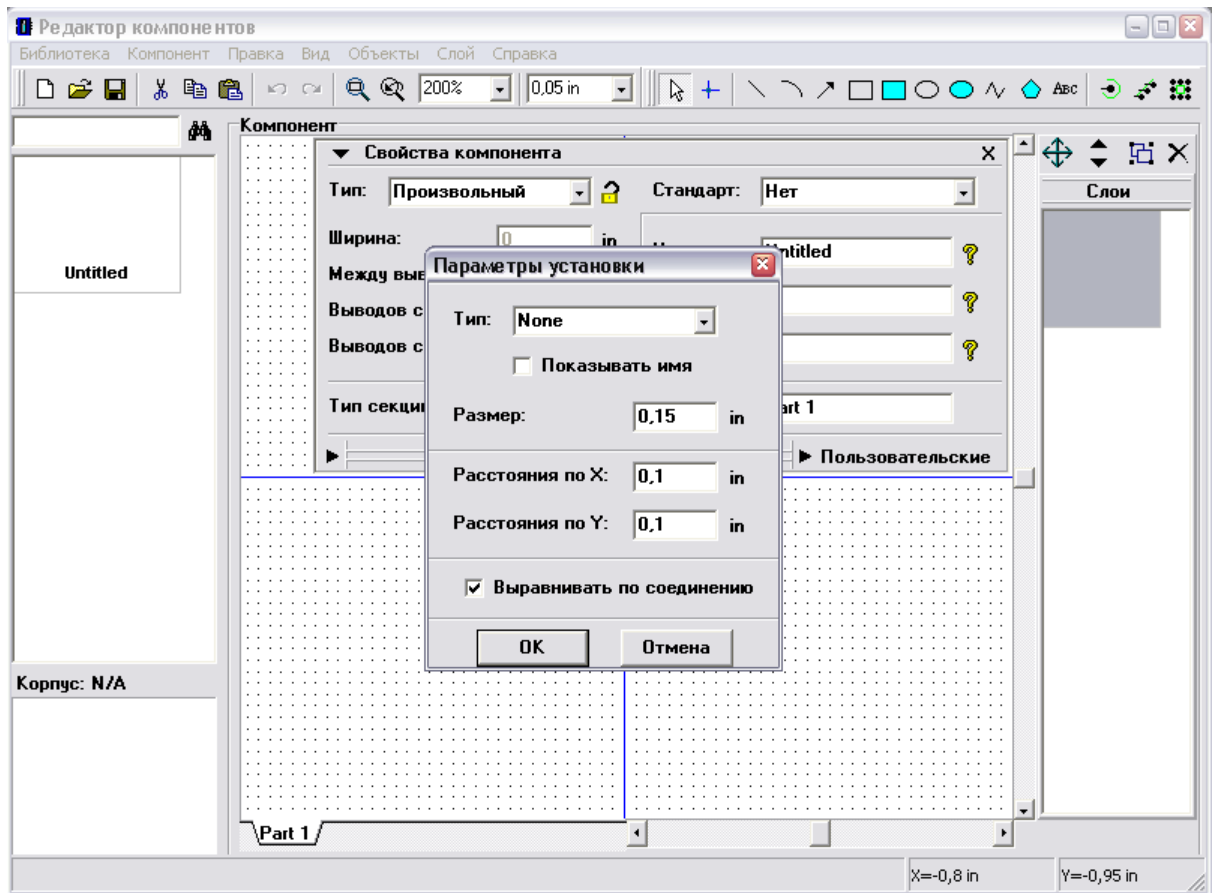 Редактор компонентов
Библиотека Компонент Правка Вид Объекты Слой Справка
200% 0,05 in ABC
Компонент
Свойства компонента X
Тип: Произвольный Стандарт: Нет
Слои
Ширина: 0 in
Untitled
Между выв
Untitled
Выводов с
Выводов с
Тип секци
art 1
Пользовательские
Параметры установки
Тип: None
Показывать имя
Размер: 0,15 in
Расстояния по X: 0,1 in
Расстояния по Y: 0,1 in
Выравнивать по соединению
OK Отмена
Корпус: N/A
Part 1
X=-0,8 in Y=-0,95 in